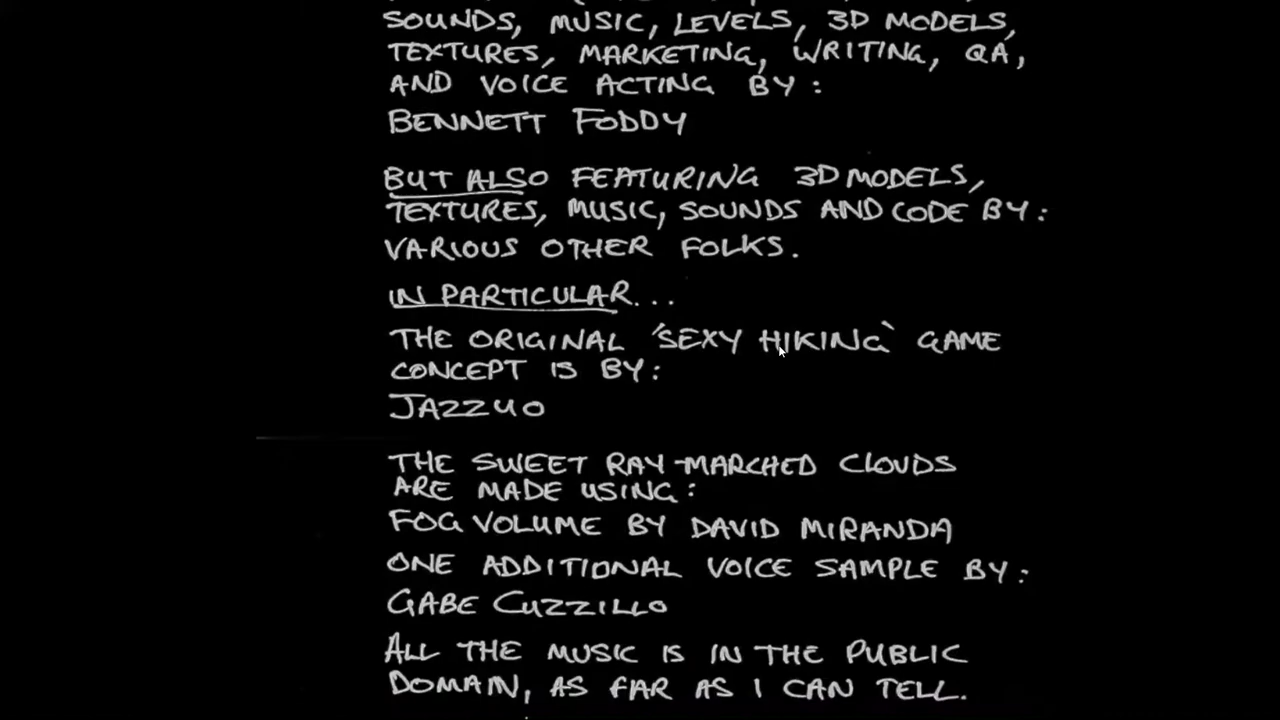 SOUNDS, MUSIC, LEVELS, 3D MODELS,
TEXTURES, MARKETING, WRITING, QA,
AND VOICE ACTING BY:
BENNETT FODDY
BUT ALSO FEATURING 3D MODELS,
TEXTURES, MUSIC, SOUNDS AND CODE BY:
VARIOUS OTHER FOLKS.
IN PARTICULAR...
THE ORIGINAL 'SEXY HIKING' GAME
CONCEPT IS BY:
JAZZUO
THE SWEET RAY-MARCHED CLOUDS
ARE MADE USING:
FOG VOLUME BY DAVID MIRANDA
ONE ADDITIONAL VOICE SAMPLE BY:
GABE CUZZILLO
ALL THE MUSIC IS IN THE PUBLIC
DOMAIN, AS FAR AS I CAN TELL.